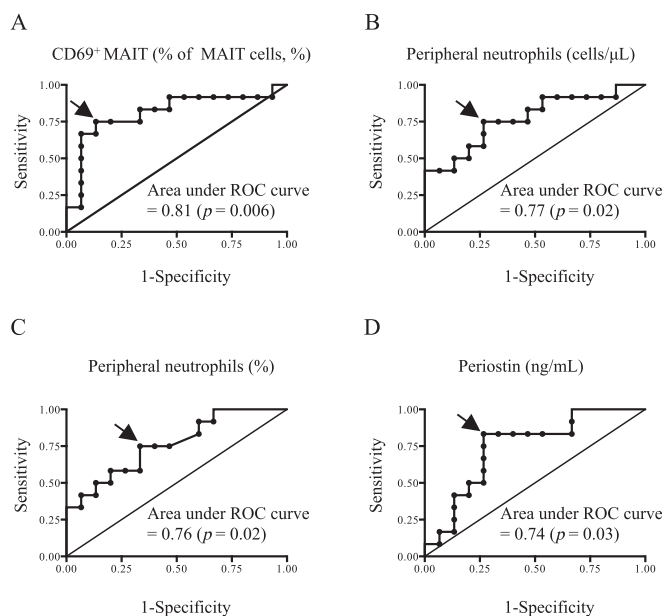 A
CD69⁺ MAIT (% of MAIT cells, %)
1.00
0.75
0.50
0.25
0.00
Sensitivity
Area under ROC curve
= 0.81 (p = 0.006)
0.00 0.25 0.50 0.75 1.00
1-Specificity
B
Peripheral neutrophils (cells/μL)
1.00
0.75
0.50
0.25
0.00
Sensitivity
Area under ROC curve
= 0.77 (p = 0.02)
0.00 0.25 0.50 0.75 1.00
1-Specificity
C
Peripheral neutrophils (%)
1.00
0.75
0.50
0.25
0.00
Sensitivity
Area under ROC curve
= 0.76 (p = 0.02)
0.00 0.25 0.50 0.75 1.00
1-Specificity
D
Periostin (ng/mL)
1.00
0.75
0.50
0.25
0.00
Sensitivity
Area under ROC curve
= 0.74 (p = 0.03)
0.00 0.25 0.50 0.75 1.00
1-Specificity